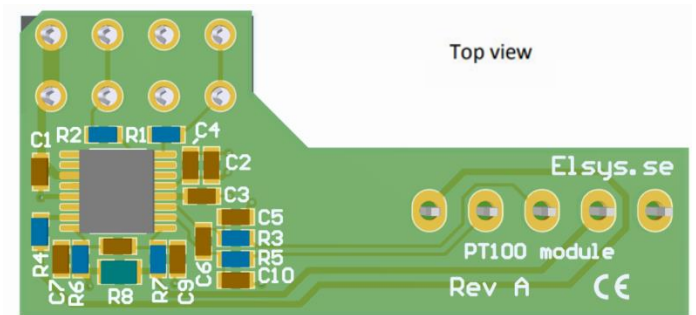 Top view
C1
R2
R1
C4
C2
C3
Elsys.se
C5
R3
R5
C10
C6
R4
C7
R6
R8
R7
C9
PT100 module
Rev A CE